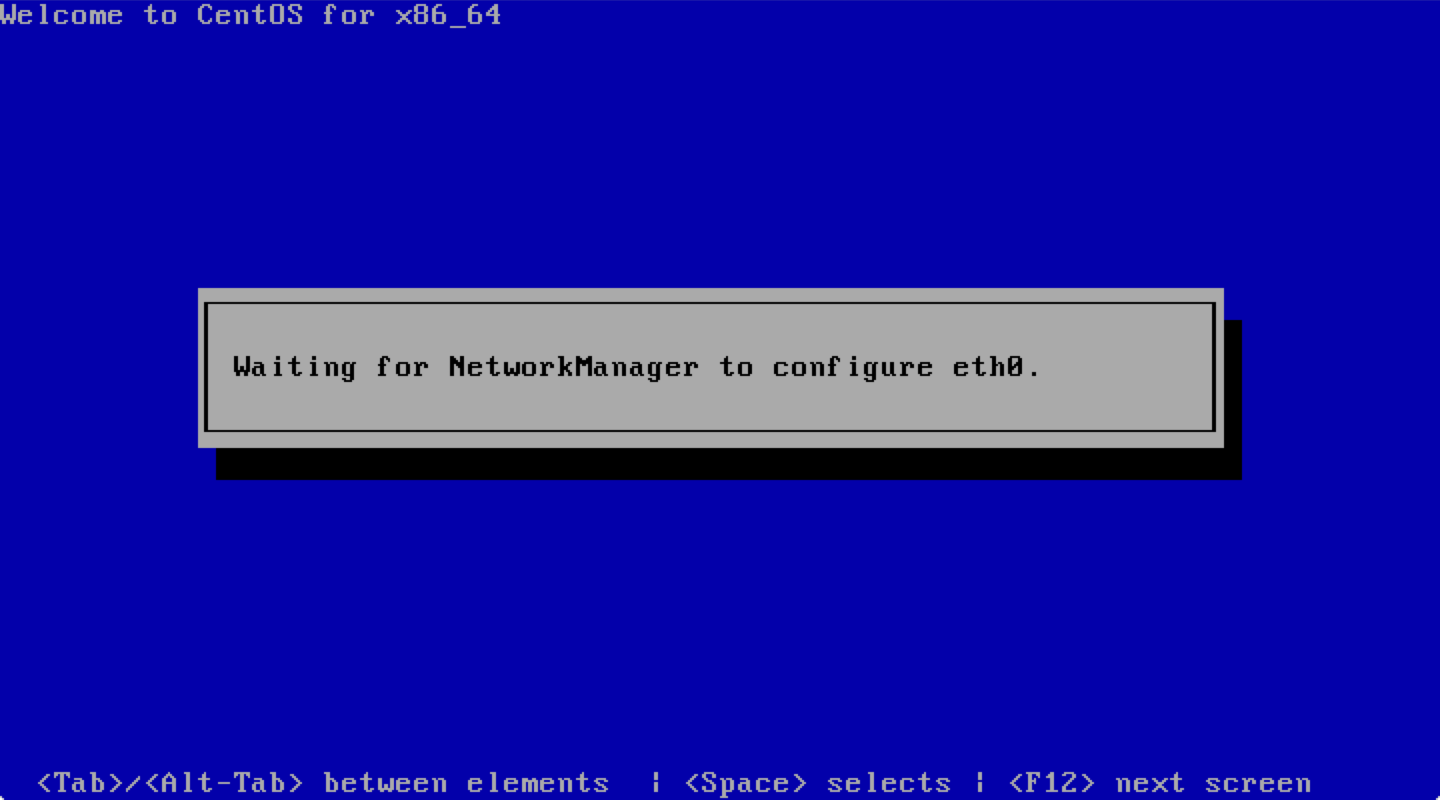 Welcome to CentOS for x86_64
Waiting for NetworkManager to configure eth0.
<Tab>/<Alt-Tab> between elements  | <Space> selects | <F12> next screen